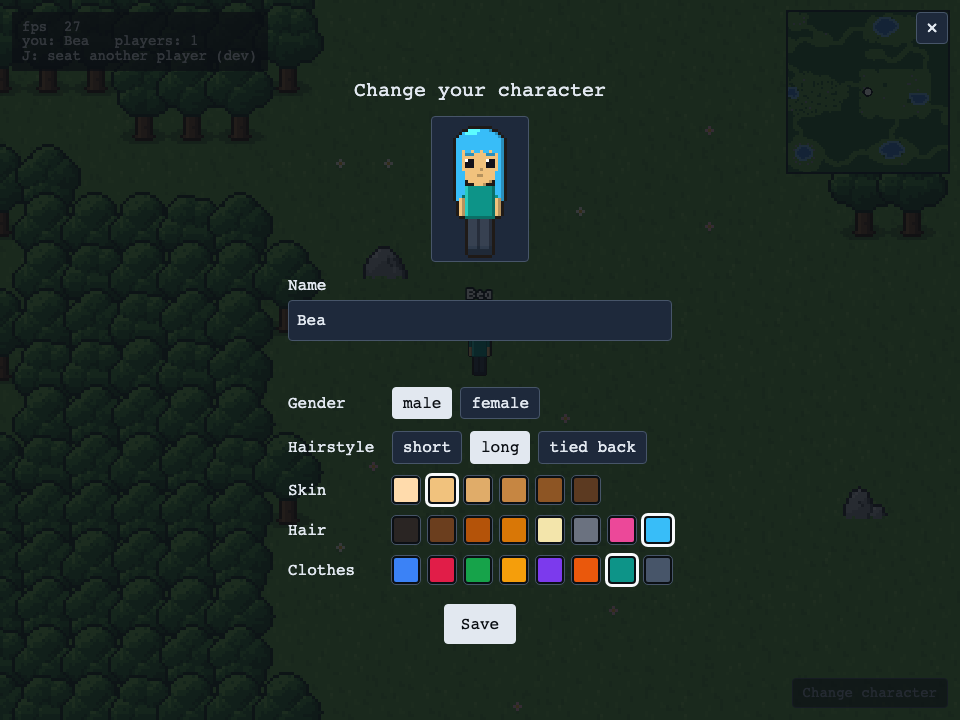 fps 27
you: Bea players: 1
J: seat another player (dev)
×
Change your character
Name
Bea
Bea
Gender male female
Hairstyle short long tied back
Skin
Hair
Clothes
Save
Change character